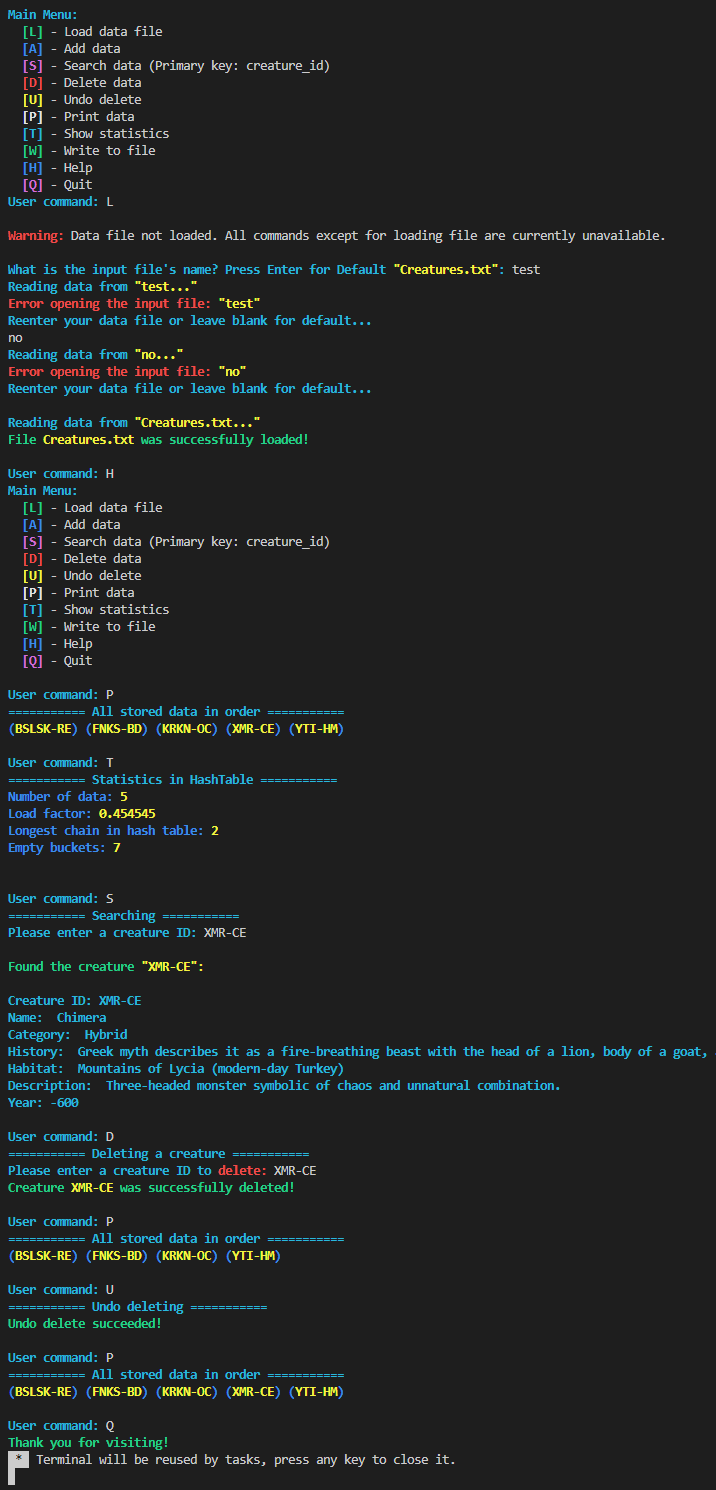 Main Menu:
[L] - Load data file
[A] - Add data
[S] - Search data (Primary key: creature_id)
[D] - Delete data
[U] - Undo delete
[P] - Print data
[T] - Show statistics
[W] - Write to file
[H] - Help
[Q] - Quit
User command: L
Warning: Data file not loaded. All commands except for loading file are currently unavailable.
What is the input file's name? Press Enter for Default "Creatures.txt": test
Reading data from "test..."
Error opening the input file: "test"
Reenter your data file or leave blank for default...
no
Reading data from "no..."
Error opening the input file: "no"
Reenter your data file or leave blank for default...
Reading data from "Creatures.txt..."
File Creatures.txt was successfully loaded!
User command: H
Main Menu:
[L] - Load data file
[A] - Add data
[S] - Search data (Primary key: creature_id)
[D] - Delete data
[U] - Undo delete
[P] - Print data
[T] - Show statistics
[W] - Write to file
[H] - Help
[Q] - Quit
User command: P
=========== All stored data in order ===========
(BSLSK-RE) (FNKS-BD) (KRKN-OC) (XMR-CE) (YTI-HM)
User command: T
=========== Statistics in HashTable ===========
Number of data: 5
Load factor: 0.454545
Longest chain in hash table: 2
Empty buckets: 7
User command: S
=========== Searching ===========
Please enter a creature ID: XMR-CE
Found the creature "XMR-CE":
Creature ID: XMR-CE
Name:  Chimera
Category:  Hybrid
History:  Greek myth describes it as a fire-breathing beast with the head of a lion, body of a goat,
Habitat:  Mountains of Lycia (modern-day Turkey)
Description:  Three-headed monster symbolic of chaos and unnatural combination.
Year: -600
User command: D
=========== Deleting a creature ===========
Please enter a creature ID to delete: XMR-CE
Creature XMR-CE was successfully deleted!
User command: P
=========== All stored data in order ===========
(BSLSK-RE) (FNKS-BD) (KRKN-OC) (YTI-HM)
User command: U
=========== Undo deleting ===========
Undo delete succeeded!
User command: P
=========== All stored data in order ===========
(BSLSK-RE) (FNKS-BD) (KRKN-OC) (XMR-CE) (YTI-HM)
User command: Q
Thank you for visiting!
* Terminal will be reused by tasks, press any key to close it.